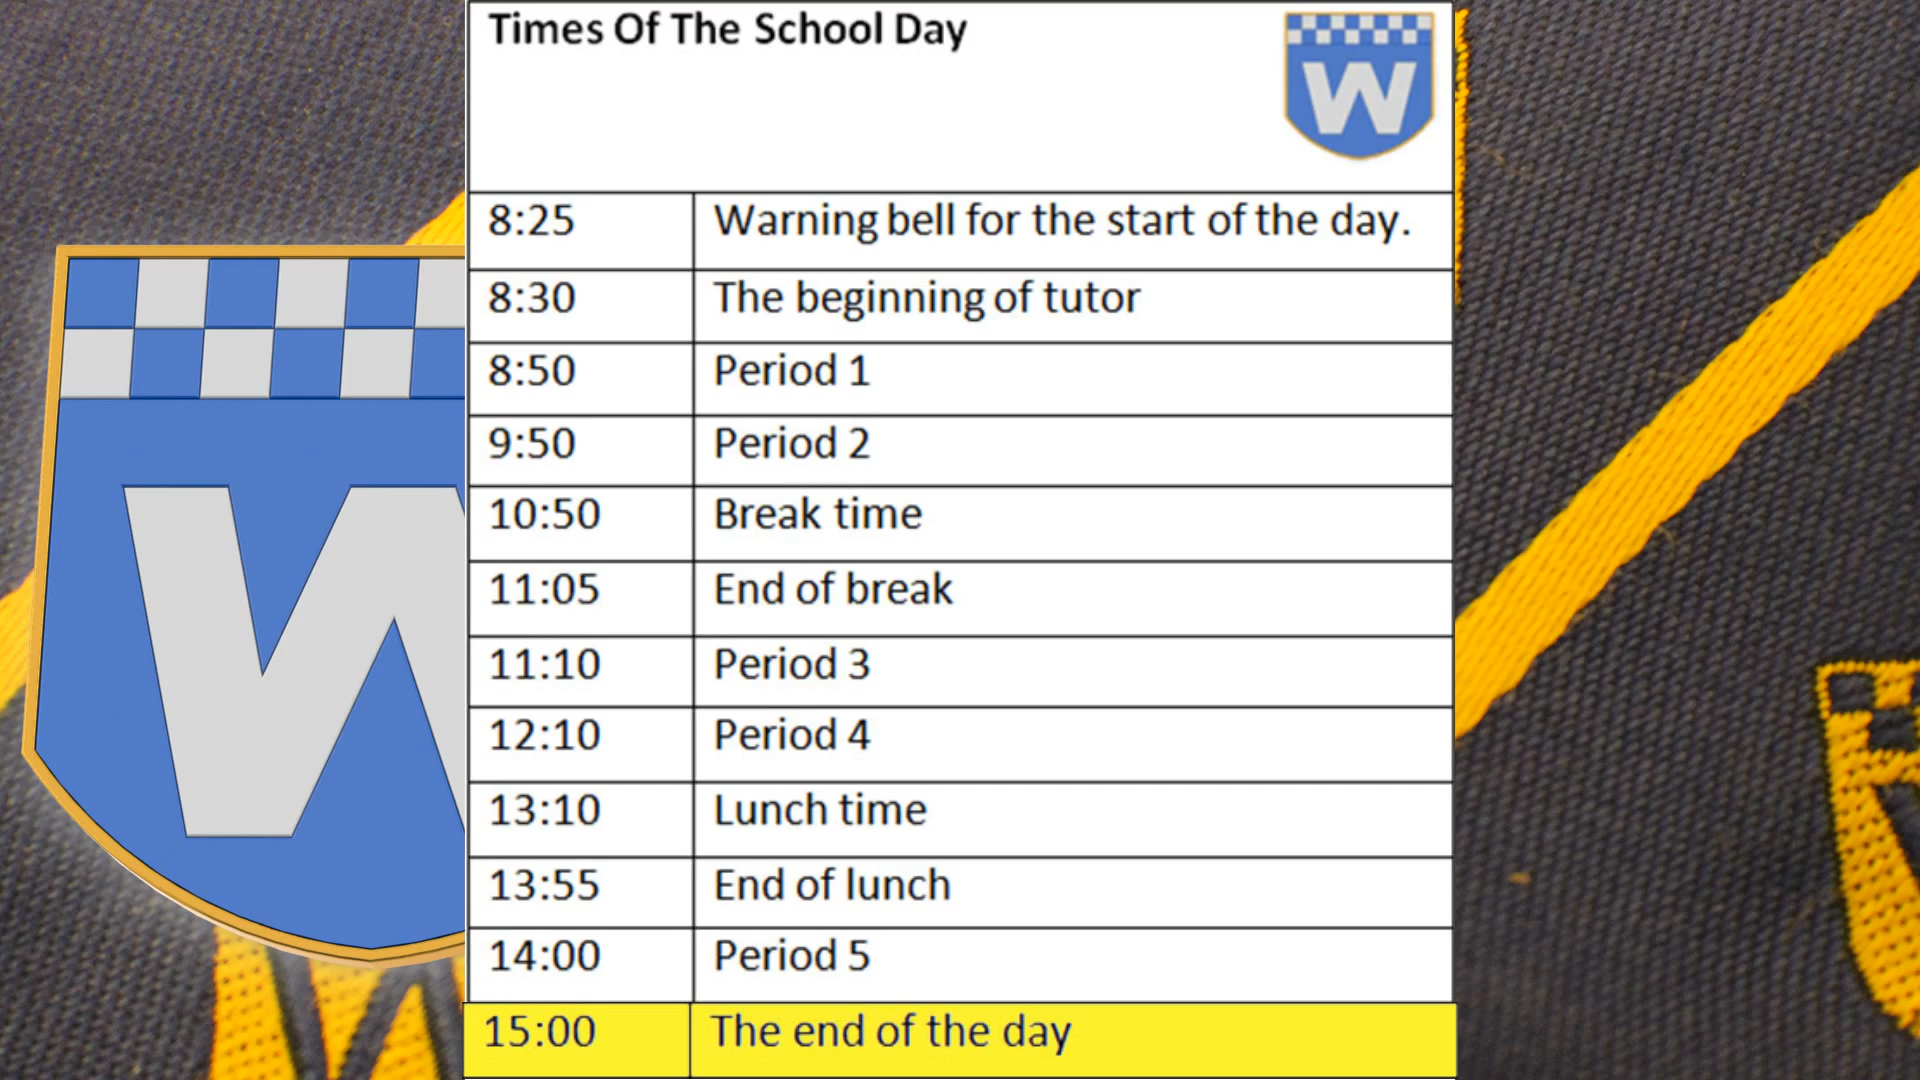 Times Of The School Day
W
8:25 Warning bell for the start of the day.
8:30 The beginning of tutor
8:50 Period 1
9:50 Period 2
10:50 Break time
11:05 End of break
11:10 Period 3
12:10 Period 4
13:10 Lunch time
13:55 End of lunch
14:00 Period 5
15:00 The end of the day
W